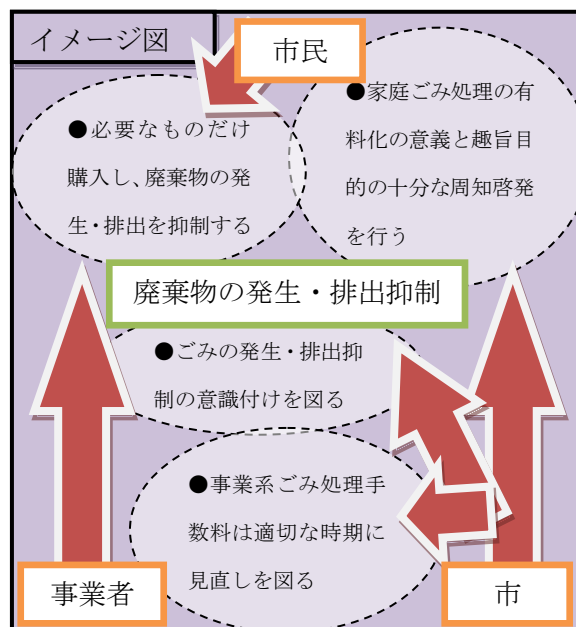 イメージ図
市民
●必要なものだけ
購入し、廃棄物の発
生・排出を抑制する
●家庭ごみ処理の有
料化の意義と趣旨目
的の十分な周知啓発
を行う
廃棄物の発生・排出抑制
●ごみの発生・排出抑
制の意識付けを図る
●事業系ごみ処理手
数料は適切な時期に
見直しを図る
事業者
市